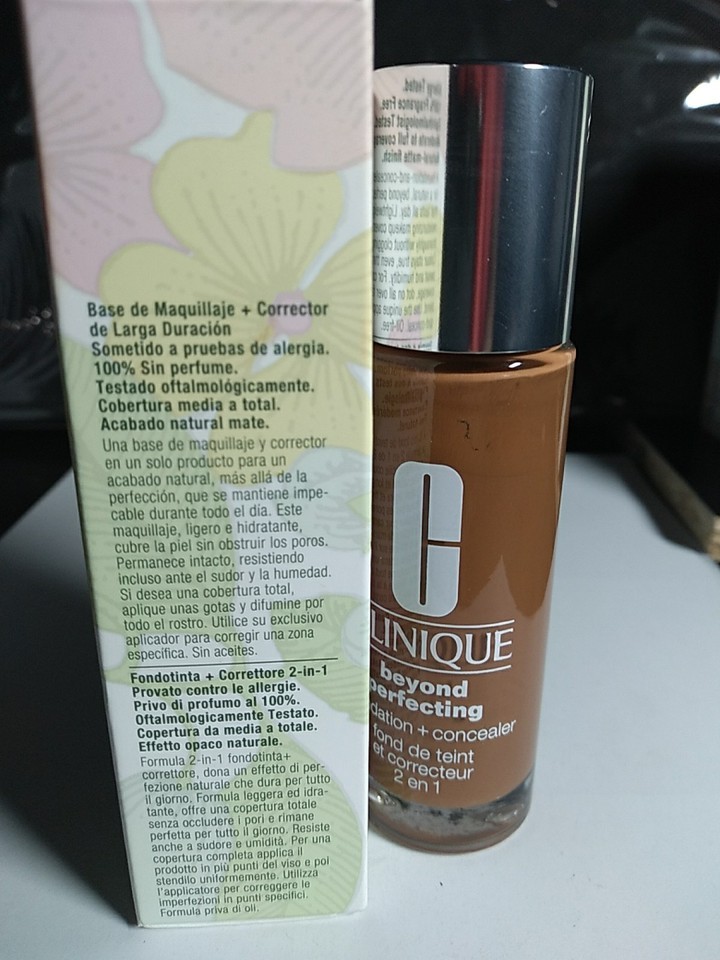 Base de Maquillaje + Corrector
de Larga Duración
Sometido a pruebas de alergia.
100% Sin perfume.
Testado oftalmológicamente.
Cobertura media a total.
Acabado natural mate.
Una base de maquillaje y corrector
en un solo producto para un
acabado natural, más allá de la
perfección, que se mantiene impe-
cable durante todo el día. Este
maquillaje, ligero e hidratante,
cubre la piel sin obstruir los poros.
Permanece intacto, resistiendo
incluso ante el sudor y la humedad.
Si desea una cobertura total,
aplique unas gotas y difumine por
todo el rostro. Utilice su exclusivo
aplicador para corregir una zona
específica. Sin aceites.
Fondotinta + Correttore 2-in-1
Provato contro le allergie.
Privo di profumo al 100%.
Oftalmologicamente Testato.
Copertura da media a totale.
Effetto opaco naturale.
Formula 2-in-1 fondotinta+
correttore, dona un effetto di per-
fezione naturale che dura per tutto
il giorno. Formula leggera ed idra-
tante, offre una copertura totale
senza occludere i pori e rimane
perfetta per tutto il giorno. Resiste
anche a sudore e umidità. Per una
copertura completa applica il
prodotto in più punti del viso e poi
stendilo uniformemente. Utilizza
l'applicatore per correggere le
imperfezioni in punti specifici.
Formula priva di oli.
C
LINIQUE
beyond
perfecting
dation + concealer
fond de teint
et correcteur
2 en 1